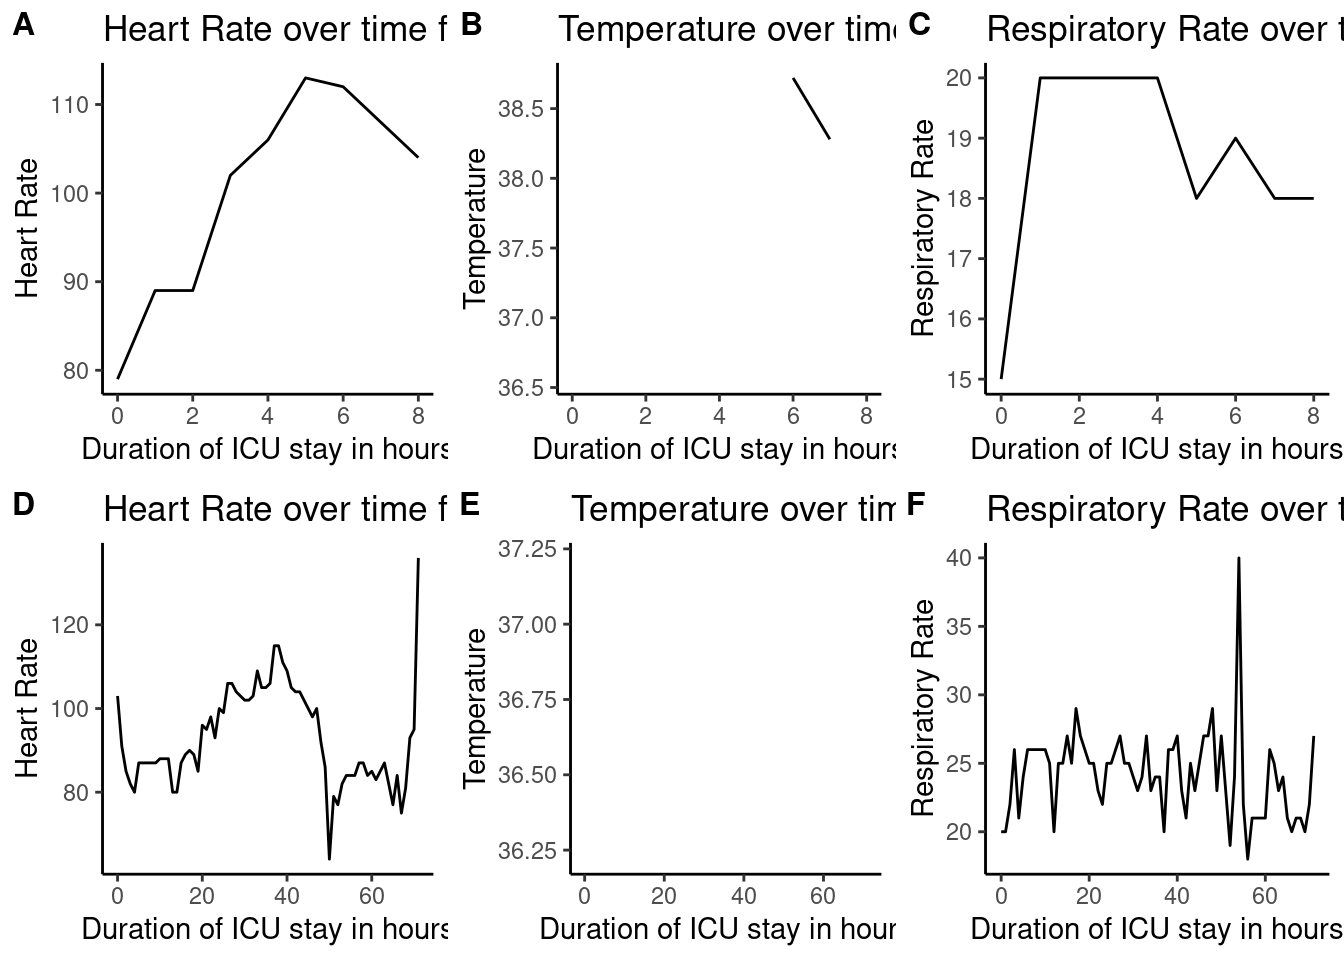 A
Heart Rate over time f
110
100
90
80
Heart Rate
0 2 4 6 8
Duration of ICU stay in hours
B
Temperature over time
38.5
38.0
37.5
37.0
36.5
Temperature
0 2 4 6 8
Duration of ICU stay in hours
C
Respiratory Rate over t
20
19
18
17
16
15
Respiratory Rate
0 2 4 6 8
Duration of ICU stay in hours
D
Heart Rate over time f
120
100
80
Heart Rate
0 20 40 60
Duration of ICU stay in hours
E
Temperature over tim
37.25
37.00
36.75
36.50
36.25
Temperature
0 20 40 60
Duration of ICU stay in hour
F
Respiratory Rate over t
40
35
30
25
20
Respiratory Rate
0 20 40 60
Duration of ICU stay in hours